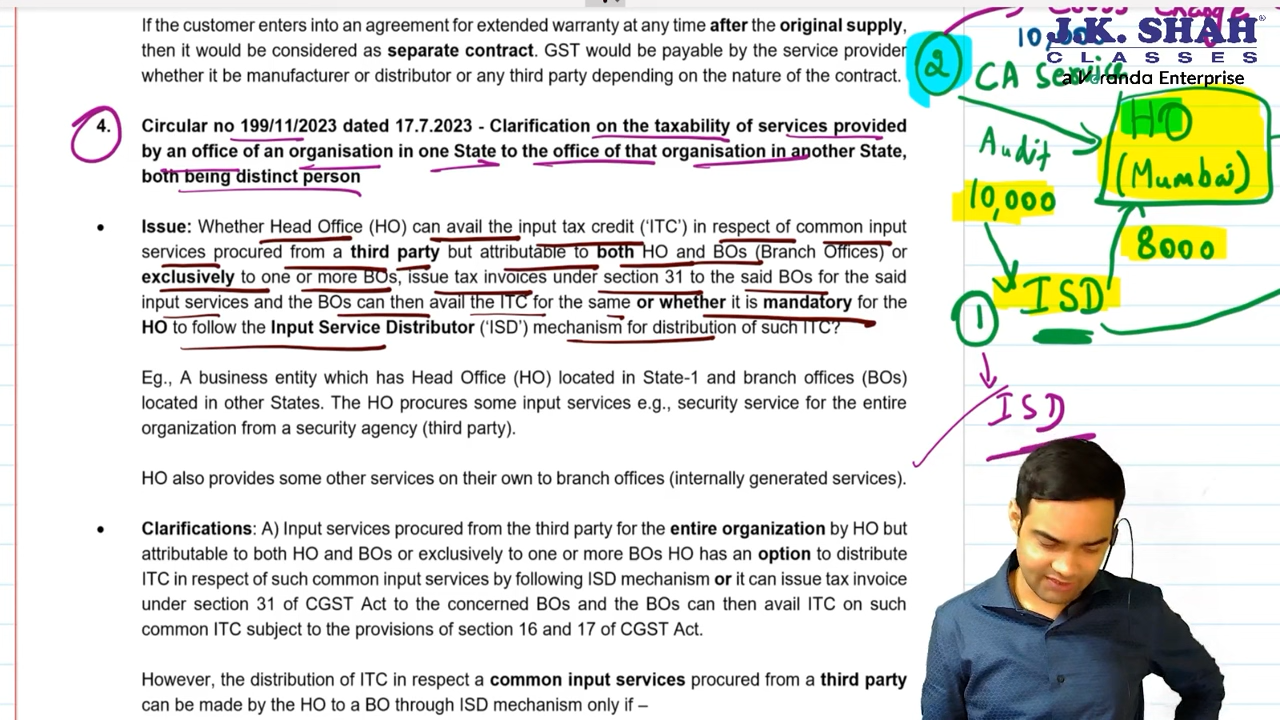 If the customer enters into an agreement for extended warranty at any time after the original supply,
then it would be considered as separate contract. GST would be payable by the service provider
whether it be manufacturer or distributor or any third party depending on the nature of the contract.
4. Circular no 199/11/2023 dated 17.7.2023 - Clarification on the taxability of services provided
by an office of an organisation in one State to the office of that organisation in another State,
both being distinct person
• Issue: Whether Head Office (HO) can avail the input tax credit (‘ITC’) in respect of common input
services procured from a third party but attributable to both HO and BOs (Branch Offices) or
exclusively to one or more BOs, issue tax invoices under section 31 to the said BOs for the said
input services and the BOs can then avail the ITC for the same or whether it is mandatory for the
HO to follow the Input Service Distributor (‘ISD’) mechanism for distribution of such ITC?
Eg., A business entity which has Head Office (HO) located in State-1 and branch offices (BOs)
located in other States. The HO procures some input services e.g., security service for the entire
organization from a security agency (third party).
HO also provides some other services on their own to branch offices (internally generated services).
• Clarifications: A) Input services procured from the third party for the entire organization by HO but
attributable to both HO and BOs or exclusively to one or more BOs HO has an option to distribute
ITC in respect of such common input services by following ISD mechanism or it can issue tax invoice
under section 31 of CGST Act to the concerned BOs and the BOs can then avail ITC on such
common ITC subject to the provisions of section 16 and 17 of CGST Act.
However, the distribution of ITC in respect a common input services procured from a third party
can be made by the HO to a BO through ISD mechanism only if –
J.K. SHAH
CLASSES
a Veranda Enterprise
10,000
2
CA Service
HO
(Mumbai)
Audit
10,000
8000
ISD
1
ISD